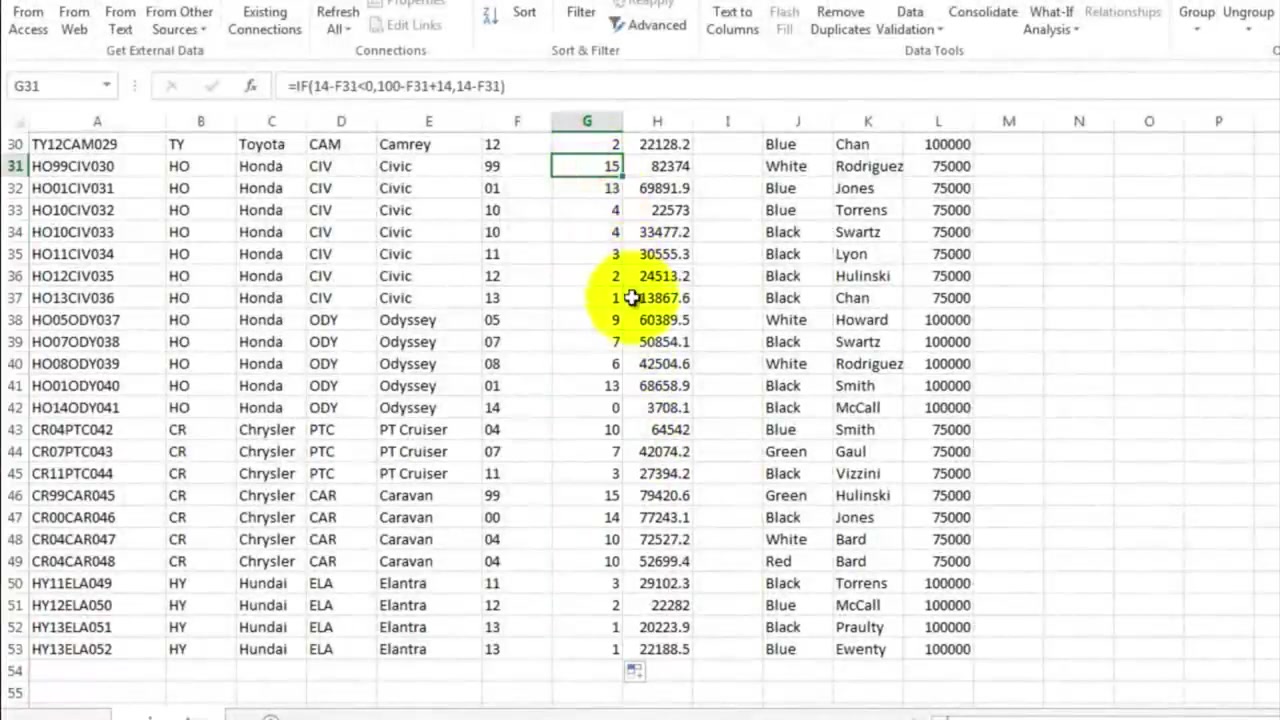 From Access
From Web
From Text
From Other Sources
Existing Connections
Refresh All
Properties
Edit Links
Sort
Filter
Reapply
Advanced
Text to Columns
Flash Fill
Remove Duplicates
Data Validation
Consolidate
What-If Analysis
Relationships
Group
Ungroup
Get External Data
Connections
Sort & Filter
Data Tools
G31 fx =IF(14-F31<0,100-F31+14,14-F31)
A B C D E F G H I J K L M N O P
30 TY12CAM029 TY Toyota CAM Camrey 12 2 22128.2 Blue Chan 100000
31 HO99CIV030 HO Honda CIV Civic 99 15 82374 White Rodriguez 75000
32 HO01CIV031 HO Honda CIV Civic 01 13 69891.9 Blue Jones 75000
33 HO10CIV032 HO Honda CIV Civic 10 4 22573 Blue Torrens 75000
34 HO10CIV033 HO Honda CIV Civic 10 4 33477.2 Black Swartz 75000
35 HO11CIV034 HO Honda CIV Civic 11 3 30555.3 Black Lyon 75000
36 HO12CIV035 HO Honda CIV Civic 12 2 24513.2 Black Hulinski 75000
37 HO13CIV036 HO Honda CIV Civic 13 1 13867.6 Black Chan 75000
38 HO05ODY037 HO Honda ODY Odyssey 05 9 60389.5 White Howard 100000
39 HO07ODY038 HO Honda ODY Odyssey 07 7 50854.1 Black Swartz 100000
40 HO08ODY039 HO Honda ODY Odyssey 08 6 42504.6 White Rodriguez 100000
41 HO01ODY040 HO Honda ODY Odyssey 01 13 68658.9 Black Smith 100000
42 HO14ODY041 HO Honda ODY Odyssey 14 0 3708.1 Black McCall 100000
43 CR04PTC042 CR Chrysler PTC PT Cruiser 04 10 64542 Blue Smith 75000
44 CR07PTC043 CR Chrysler PTC PT Cruiser 07 7 42074.2 Green Gaul 75000
45 CR11PTC044 CR Chrysler PTC PT Cruiser 11 3 27394.2 Black Vizzini 75000
46 CR99CAR045 CR Chrysler CAR Caravan 99 15 79420.6 Green Hulinski 75000
47 CR00CAR046 CR Chrysler CAR Caravan 00 14 77243.1 Black Jones 75000
48 CR04CAR047 CR Chrysler CAR Caravan 04 10 72527.2 White Bard 75000
49 CR04CAR048 CR Chrysler CAR Caravan 04 10 52699.4 Red Bard 75000
50 HY11ELA049 HY Hundai ELA Elantra 11 3 29102.3 Black Torrens 100000
51 HY12ELA050 HY Hundai ELA Elantra 12 2 22282 Blue McCall 100000
52 HY13ELA051 HY Hundai ELA Elantra 13 1 20223.9 Black Praulty 100000
53 HY13ELA052 HY Hundai ELA Elantra 13 1 22188.5 Blue Ewenty 100000
54
55